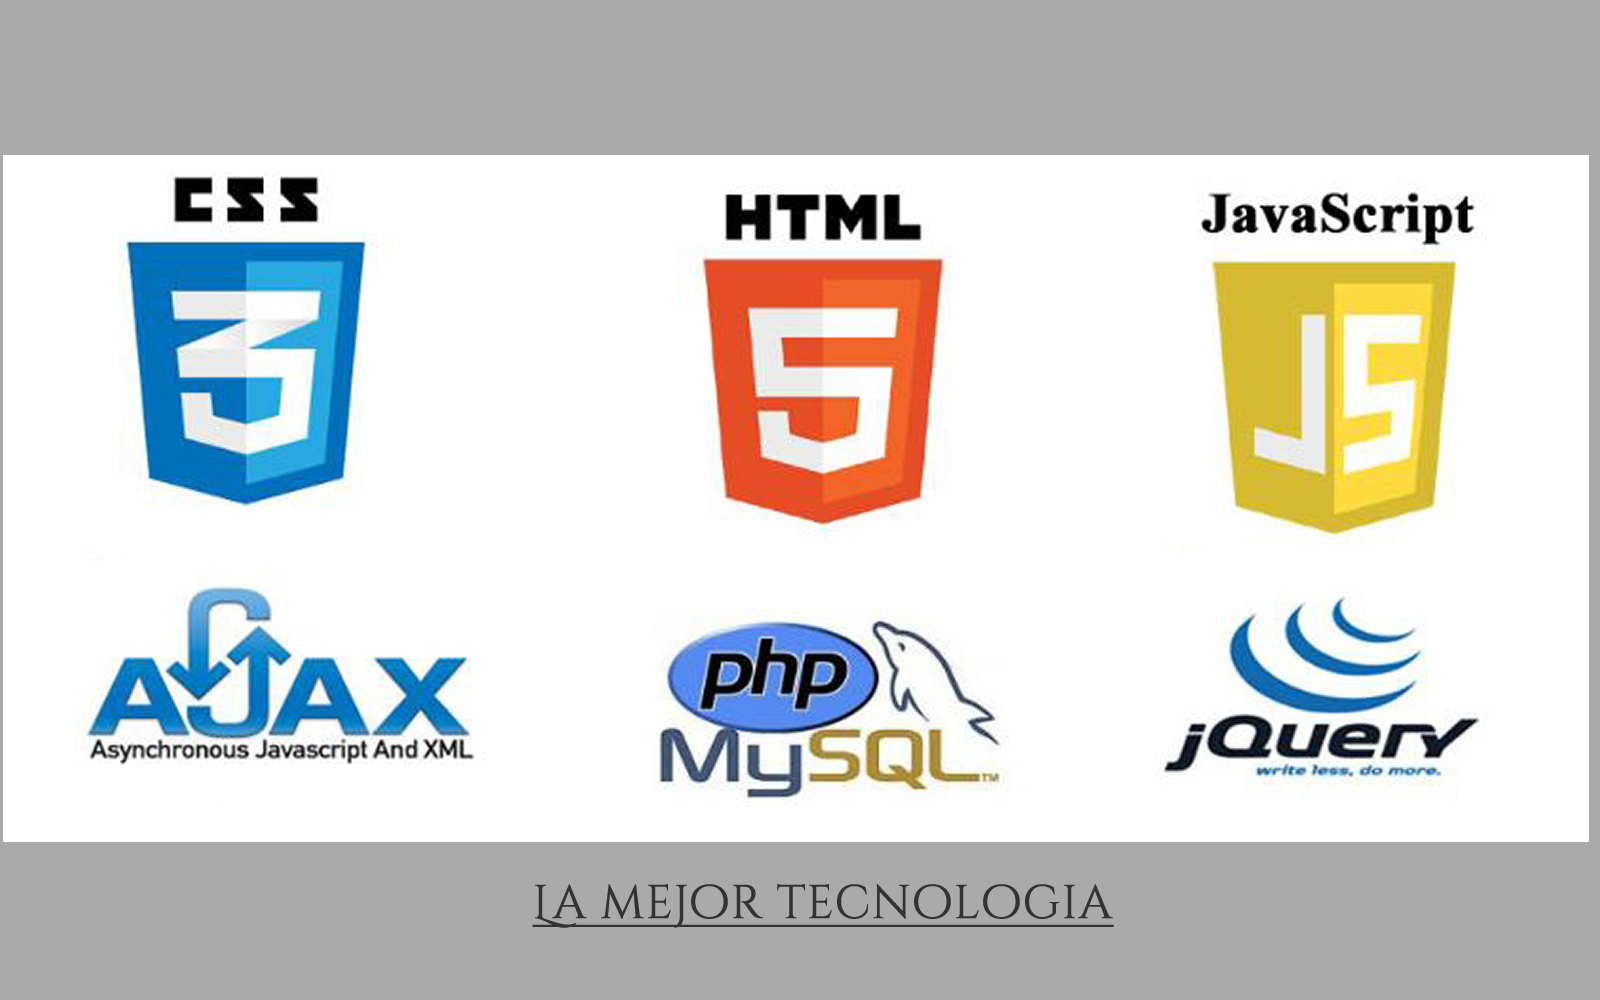 CSS
3
HTML
5
JavaScript
JS
AJAX
Asynchronous Javascript And XML
php
MySQL™
jQuery
write less, do more.
LA MEJOR TECNOLOGIA